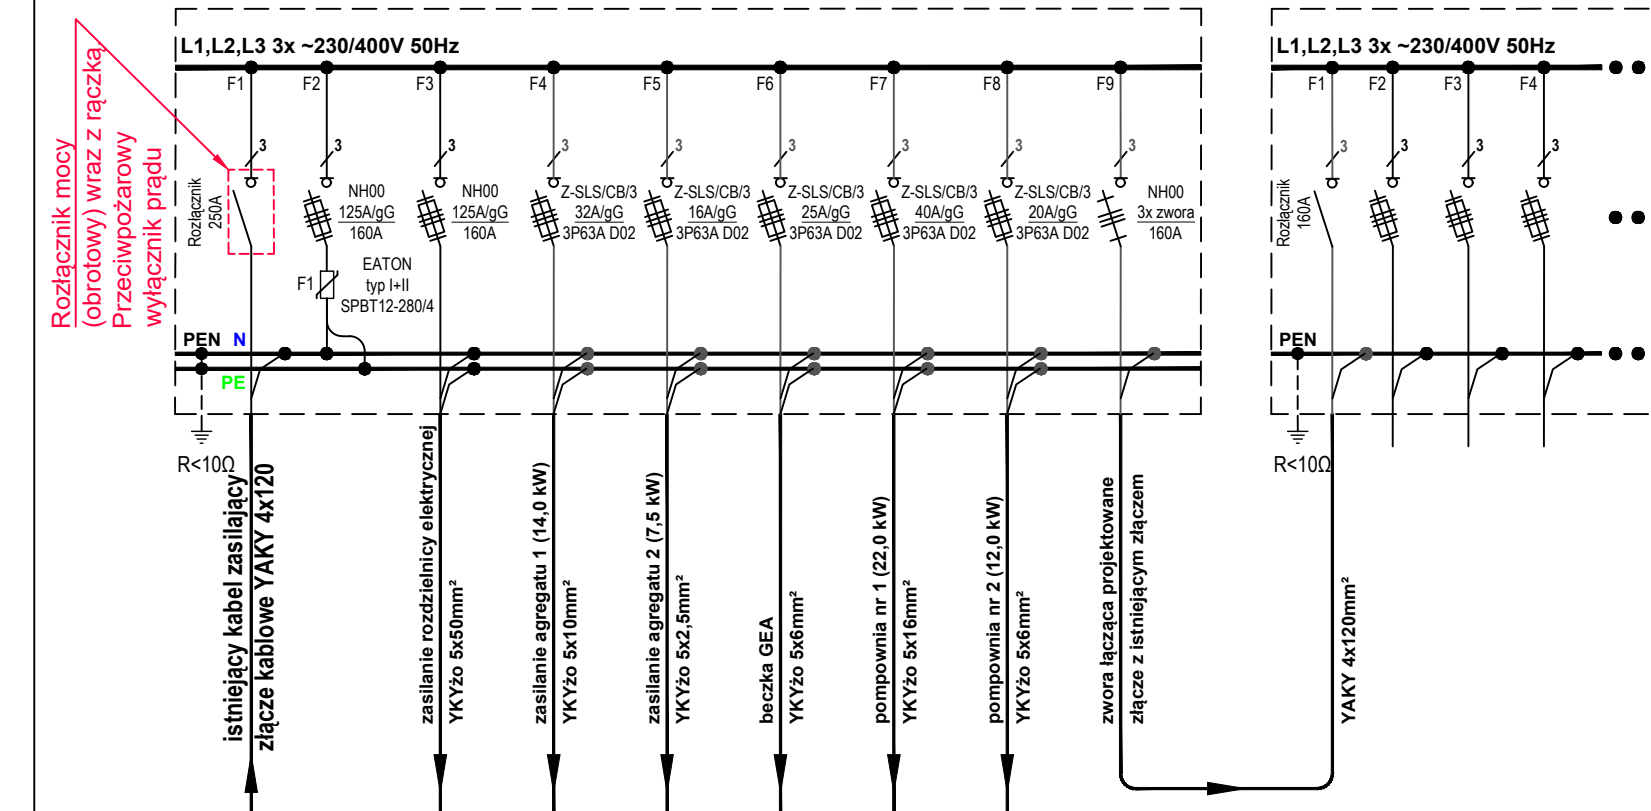 Rozłącznik mocy
(obrotowy) wraz z rączką.
Przeciwpożarowy
wyłącznik prądu
L1,L2,L3 3x ~230/400V 50Hz
F1
F2
F3
F4
F5
F6
F7
F8
F9
3
3
3
3
3
3
3
3
3
Rozłącznik
250A
NH00
125A/gG
160A
NH00
125A/gG
160A
Z-SLS/CB/3
32A/gG
3P63A D02
Z-SLS/CB/3
16A/gG
3P63A D02
Z-SLS/CB/3
25A/gG
3P63A D02
Z-SLS/CB/3
40A/gG
3P63A D02
Z-SLS/CB/3
20A/gG
3P63A D02
NH00
3x zwora
160A
F1
EATON
typ I+II
SPBT12-280/4
PEN N
PE
R<10Ω
istniejący kabel zasilający
złącze kablowe YAKY 4x120
zasilanie rozdzielnicy elektrycznej
YKYżo 5x50mm²
zasilanie agregatu 1 (14,0 kW)
YKYżo 5x10mm²
zasilanie agregatu 2 (7,5 kW)
YKYżo 5x2,5mm²
beczka GEA
YKYżo 5x6mm²
pompownia nr 1 (22,0 kW)
YKYżo 5x16mm²
pompownia nr 2 (12,0 kW)
YKYżo 5x6mm²
zwora łącząca projektowane
złącze z istniejącym złączem
L1,L2,L3 3x ~230/400V 50Hz
F1
F2
F3
F4
3
3
3
3
Rozłącznik
160A
PEN
R<10Ω
YAKY 4x120mm²